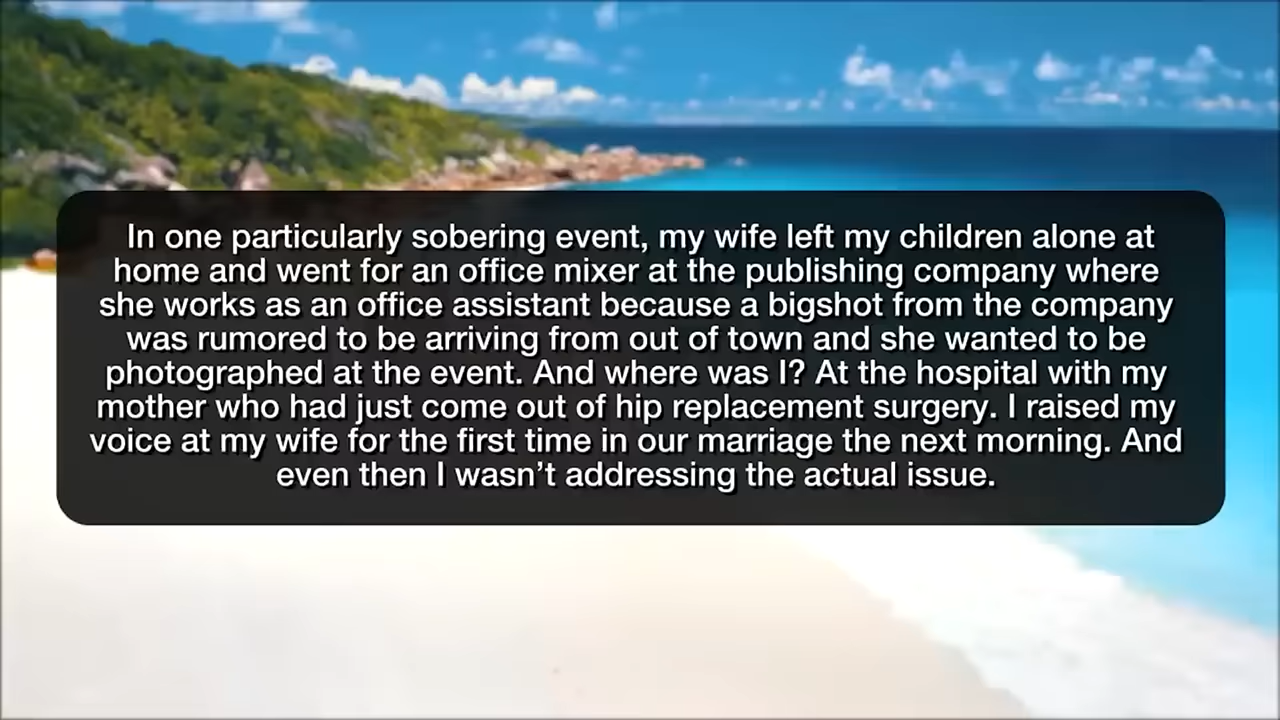 In one particularly sobering event, my wife left my children alone at
home and went for an office mixer at the publishing company where
she works as an office assistant because a bigshot from the company
was rumored to be arriving from out of town and she wanted to be
photographed at the event. And where was I? At the hospital with my
mother who had just come out of hip replacement surgery. I raised my
voice at my wife for the first time in our marriage the next morning. And
even then I wasn’t addressing the actual issue.